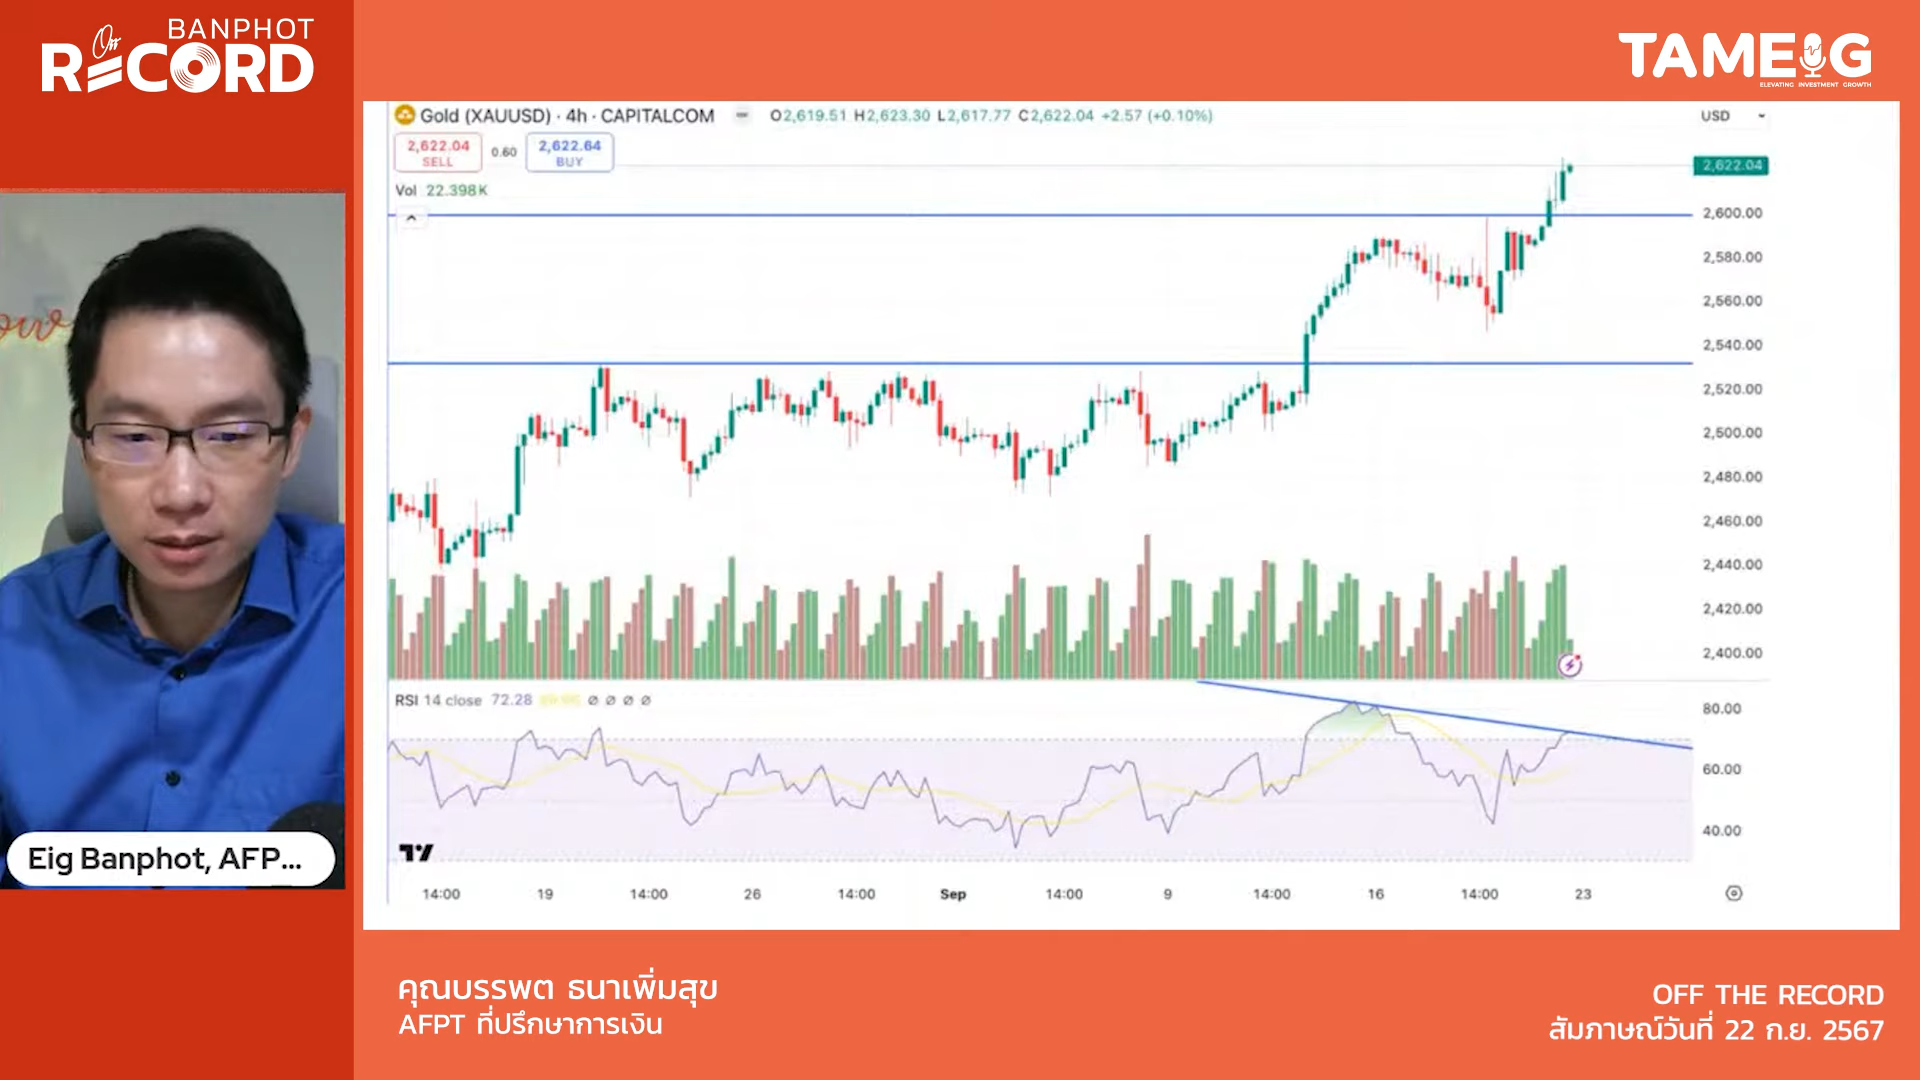 BANPHOT
Off
RECORD
TAMEIG
ELEVATING INVESTMENT GROWTH
Gold (XAUUSD) · 4h · CAPITALCOM O2,619.51 H2,623.30 L2,617.77 C2,622.04 +2.57 (+0.10%)
USD
2,622.04
SELL
0.60
2,622.64
BUY
Vol 22.398K
2,622.04
2,600.00
2,580.00
2,560.00
2,540.00
2,520.00
2,500.00
2,480.00
2,460.00
2,440.00
2,420.00
2,400.00
RSI 14 close 72.28 ∅ ∅ ∅ ∅
80.00
60.00
40.00
14:00 19 14:00 26 14:00 Sep 14:00 9 14:00 16 14:00 23
Eig Banphot, AFP...
คุณบรรพต ธนาเพิ่มสุข
AFPT ที่ปรึกษาการเงิน
OFF THE RECORD
สัมภาษณ์วันที่ 22 ก.ย. 2567